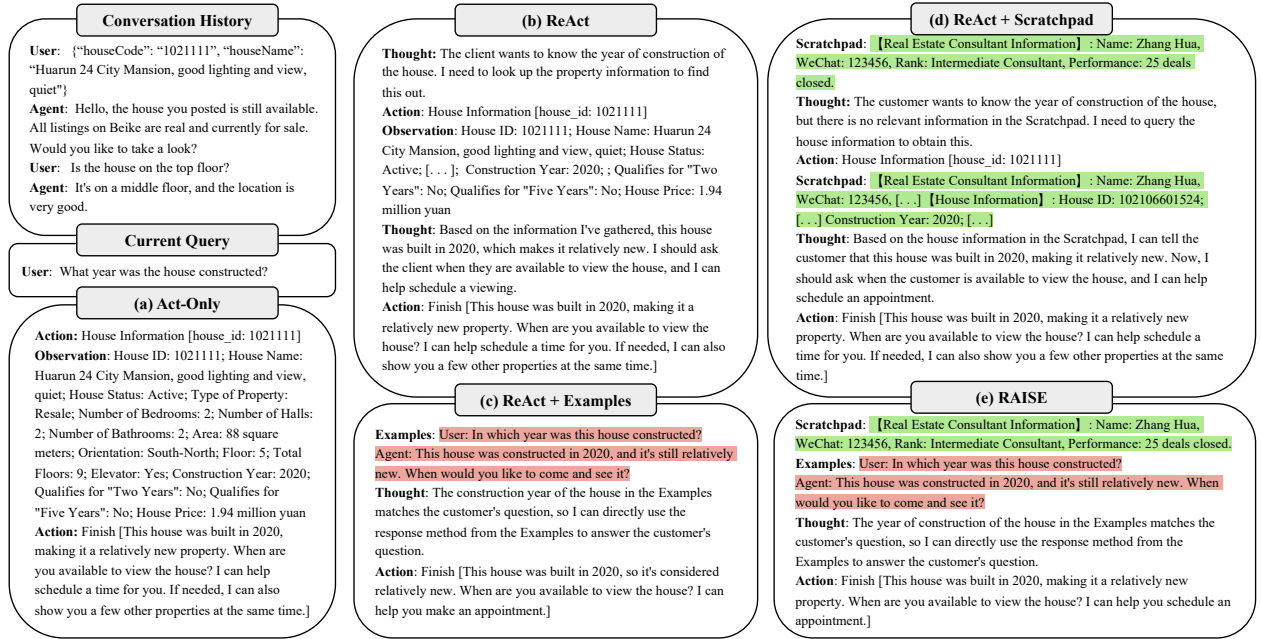 Conversation History
User: {“houseCode”: “1021111”, “houseName”:
“Huarun 24 City Mansion, good lighting and view,
quiet"}
Agent: Hello, the house you posted is still available.
All listings on Beike are real and currently for sale.
Would you like to take a look?
User: Is the house on the top floor?
Agent: It's on a middle floor, and the location is
very good.
Current Query
User: What year was the house constructed?
(a) Act-Only
Action: House Information [house_id: 1021111]
Observation: House ID: 1021111; House Name:
Huarun 24 City Mansion, good lighting and view,
quiet; House Status: Active; Type of Property:
Resale; Number of Bedrooms: 2; Number of Halls:
2; Number of Bathrooms: 2; Area: 88 square
meters; Orientation: South-North; Floor: 5; Total
Floors: 9; Elevator: Yes; Construction Year: 2020;
Qualifies for "Two Years": No; Qualifies for
"Five Years": No; House Price: 1.94 million yuan
Action: Finish [This house was built in 2020,
making it a relatively new property. When are
you available to view the house? I can help
schedule a time for you. If needed, I can also
show you a few other properties at the same time.]
(b) ReAct
Thought: The client wants to know the year of construction of
the house. I need to look up the property information to find
this out.
Action: House Information [house_id: 1021111]
Observation: House ID: 1021111; House Name: Huarun 24
City Mansion, good lighting and view, quiet; House Status:
Active; [. . . ]; Construction Year: 2020; ; Qualifies for "Two
Years": No; Qualifies for "Five Years": No; House Price: 1.94
million yuan
Thought: Based on the information I've gathered, this house
was built in 2020, which makes it relatively new. I should ask
the client when they are available to view the house, and I can
help schedule a viewing.
Action: Finish [This house was built in 2020, making it a
relatively new property. When are you available to view the
house? I can help schedule a time for you. If needed, I can also
show you a few other properties at the same time.]
(c) ReAct + Examples
Examples: User: In which year was this house constructed?
Agent: This house was constructed in 2020, and it's still relatively
new. When would you like to come and see it?
Thought: The construction year of the house in the Examples
matches the customer's question, so I can directly use the
response method from the Examples to answer the customer's
question.
Action: Finish [This house was built in 2020, so it's considered
relatively new. When are you available to view the house? I can
help you make an appointment.]
(d) ReAct + Scratchpad
Scratchpad: 【Real Estate Consultant Information】: Name: Zhang Hua,
WeChat: 123456, Rank: Intermediate Consultant, Performance: 25 deals
closed.
Thought: The customer wants to know the year of construction of the house,
but there is no relevant information in the Scratchpad. I need to query the
house information to obtain this.
Action: House Information [house_id: 1021111]
Scratchpad: 【Real Estate Consultant Information】: Name: Zhang Hua,
WeChat: 123456, [. . .]【House Information】: House ID: 102106601524;
[. . .] Construction Year: 2020; [. . .]
Thought: Based on the house information in the Scratchpad, I can tell the
customer that this house was built in 2020, making it relatively new. Now, I
should ask when the customer is available to view the house, and I can help
schedule an appointment.
Action: Finish [This house was built in 2020, making it a relatively new
property. When are you available to view the house? I can help schedule a
time for you. If needed, I can also show you a few other properties at the same
time.]
(e) RAISE
Scratchpad: 【Real Estate Consultant Information】: Name: Zhang Hua,
WeChat: 123456, Rank: Intermediate Consultant, Performance: 25 deals closed.
Examples: User: In which year was this house constructed?
Agent: This house was constructed in 2020, and it's still relatively new. When
would you like to come and see it?
Thought: The year of construction of the house in the Examples matches the
customer's question, so I can directly use the response method from the
Examples to answer the customer's question.
Action: Finish [This house was built in 2020, making it a relatively new
property. When are you available to view the house? I can help you schedule an
appointment.]